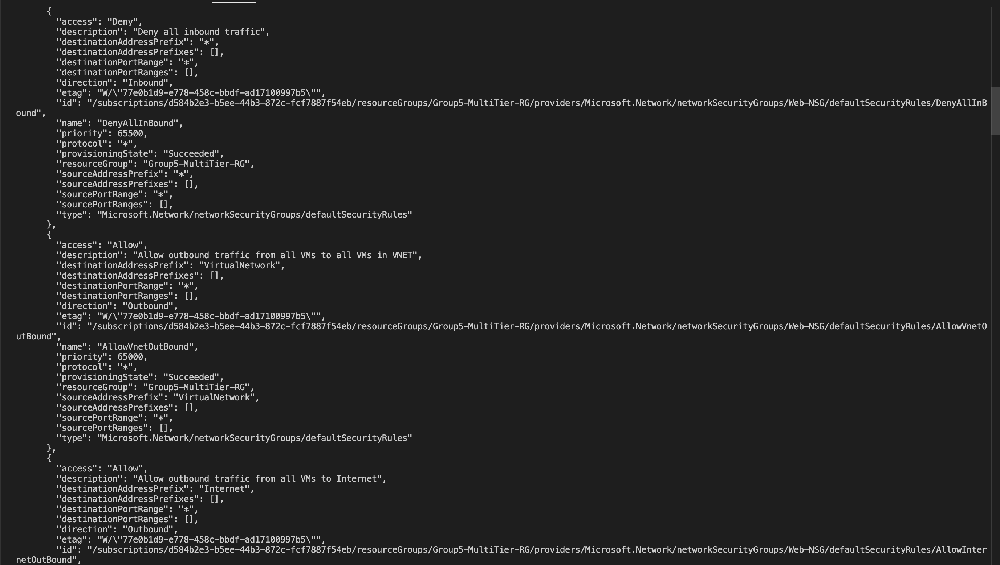 {
"access": "Deny",
"description": "Deny all inbound traffic",
"destinationAddressPrefix": "*",
"destinationAddressPrefixes": [],
"destinationPortRange": "*",
"destinationPortRanges": [],
"direction": "Inbound",
"etag": "W/\"77e0b1d9-e778-458c-bbdf-ad17100997b5\"",
"id": "/subscriptions/d584b2e3-b5ee-44b3-872c-fcf7887f54eb/resourceGroups/Group5-MultiTier-RG/providers/Microsoft.Network/networkSecurityGroups/Web-NSG/defaultSecurityRules/DenyAllInB
ound",
"name": "DenyAllInBound",
"priority": 65500,
"protocol": "*",
"provisioningState": "Succeeded",
"resourceGroup": "Group5-MultiTier-RG",
"sourceAddressPrefix": "*",
"sourceAddressPrefixes": [],
"sourcePortRange": "*",
"sourcePortRanges": [],
"type": "Microsoft.Network/networkSecurityGroups/defaultSecurityRules"
},
{
"access": "Allow",
"description": "Allow outbound traffic from all VMs to all VMs in VNET",
"destinationAddressPrefix": "VirtualNetwork",
"destinationAddressPrefixes": [],
"destinationPortRange": "*",
"destinationPortRanges": [],
"direction": "Outbound",
"etag": "W/\"77e0b1d9-e778-458c-bbdf-ad17100997b5\"",
"id": "/subscriptions/d584b2e3-b5ee-44b3-872c-fcf7887f54eb/resourceGroups/Group5-MultiTier-RG/providers/Microsoft.Network/networkSecurityGroups/Web-NSG/defaultSecurityRules/AllowVnetO
utBound",
"name": "AllowVnetOutBound",
"priority": 65000,
"protocol": "*",
"provisioningState": "Succeeded",
"resourceGroup": "Group5-MultiTier-RG",
"sourceAddressPrefix": "VirtualNetwork",
"sourceAddressPrefixes": [],
"sourcePortRange": "*",
"sourcePortRanges": [],
"type": "Microsoft.Network/networkSecurityGroups/defaultSecurityRules"
},
{
"access": "Allow",
"description": "Allow outbound traffic from all VMs to Internet",
"destinationAddressPrefix": "Internet",
"destinationAddressPrefixes": [],
"destinationPortRange": "*",
"destinationPortRanges": [],
"direction": "Outbound",
"etag": "W/\"77e0b1d9-e778-458c-bbdf-ad17100997b5\"",
"id": "/subscriptions/d584b2e3-b5ee-44b3-872c-fcf7887f54eb/resourceGroups/Group5-MultiTier-RG/providers/Microsoft.Network/networkSecurityGroups/Web-NSG/defaultSecurityRules/AllowInter
netOutBound",